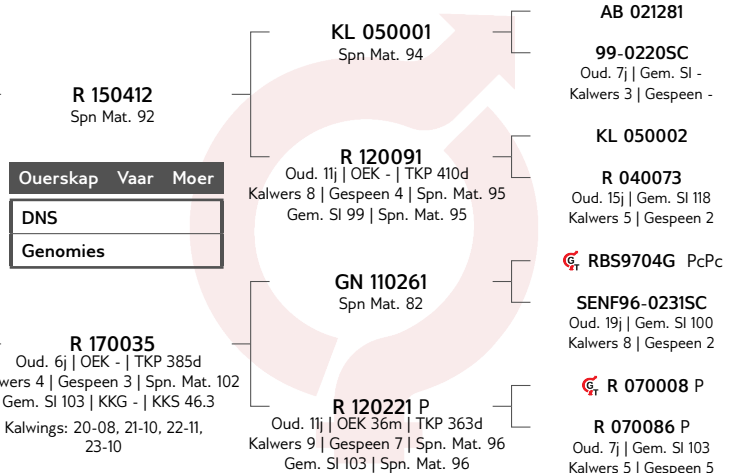 R 150412
Spn Mat. 92
Ouerskap Vaar Moer
DNS
Genomies
R 170035
Oud. 6j | OEK - | TKP 385d
wers 4 | Gespeen 3 | Spn. Mat. 102
Gem. SI 103 | KKG - | KKS 46.3
Kalwings: 20-08, 21-10, 22-11,
23-10
KL 050001
Spn Mat. 94
R 120091
Oud. 11j | OEK - | TKP 410d
Kalwers 8 | Gespeen 4 | Spn. Mat. 95
Gem. SI 99 | Spn. Mat. 95
GN 110261
Spn Mat. 82
R 120221 P
Oud. 11j | OEK 36m | TKP 363d
Kalwers 9 | Gespeen 7 | Spn. Mat. 96
Gem. SI 103 | Spn. Mat. 96
AB 021281
99-0220SC
Oud. 7j | Gem. SI -
Kalwers 3 | Gespeen -
KL 050002
R 040073
Oud. 15j | Gem. SI 118
Kalwers 5 | Gespeen 2
GT RBS9704G PcPc
SENF96-0231SC
Oud. 19j | Gem. SI 100
Kalwers 8 | Gespeen 2
GT R 070008 P
R 070086 P
Oud. 7j | Gem. SI 103
Kalwers 5 | Gespeen 5